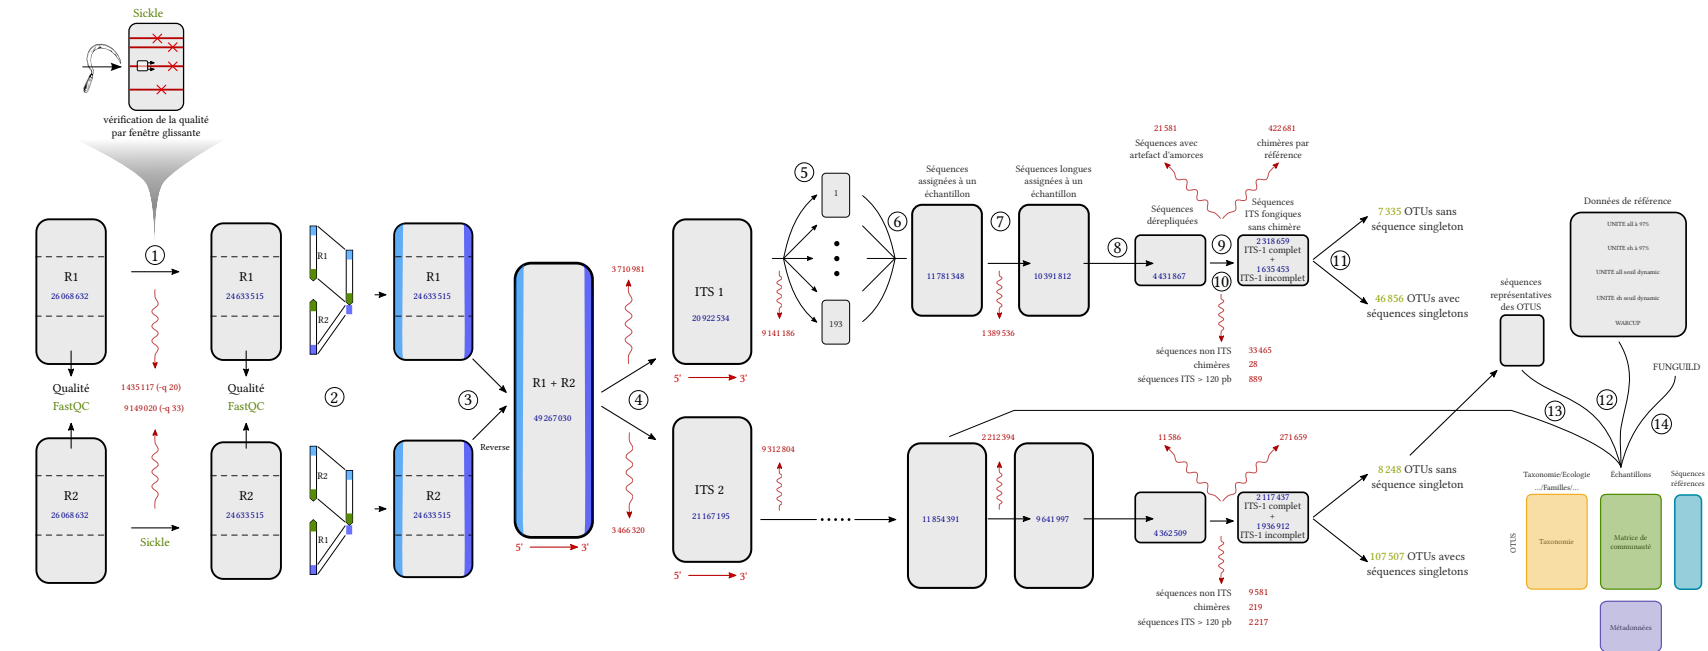 Sickle
vérification de la qualité
par fenêtre glissante
1
R1
26 068 632
Qualité
FastQC
R2
26 068 632
1 435 117 (-q 20)
9 149 020 (-q 33)
Sickle
R1
24 633 515
Qualité
FastQC
R2
24 633 515
R1
R2
2
R2
R1
R1
24 633 515
R2
24 633 515
3
Reverse
R1 + R2
49 267 030
5'
3'
3 710 981
4
3 466 320
ITS 1
20 922 534
5'
3'
ITS 2
21 167 195
5'
3'
9 141 186
9 312 804
5
1
193
6
Séquences
assignées à un
échantillon
11 781 348
7
1 389 536
Séquences longues
assignées à un
échantillon
10 391 812
8
21 581
Séquences avec
artefact d'amorces
422 681
chimères par
référence
Séquences
dérepliquées
4 431 867
9
10
Séquences
ITS fongiques
sans chimère
2 318 659
ITS-1 complet
+
1 635 453
ITS-1 incomplet
séquences non ITS
33 465
chimères
28
séquences ITS > 120 pb
889
11
7 335 OTUs sans
séquence singleton
46 856 OTUs avec
séquences singletons
11 854 391
2 212 394
9 641 997
11 586
271 659
4 362 509
2 117 437
ITS-1 complet
+
1 936 912
ITS-1 incomplet
séquences non ITS
9 581
chimères
219
séquences ITS > 120 pb
2 217
8 248 OTUs sans
séquence singleton
107 507 OTUs avecs
séquences singletons
séquences
représentatives
des OTUS
Données de référence
UNITE all à 97%
UNITE sh à 97%
UNITE all seuil dynamic
UNITE sh seuil dynamic
WARCUP
FUNGUILD
12
13
14
Taxonomie/Ecologie
.../Familles/...
Échantillons
Séquences
références
OTUS
Taxonomie
Matrice de
communauté
Métadonnées